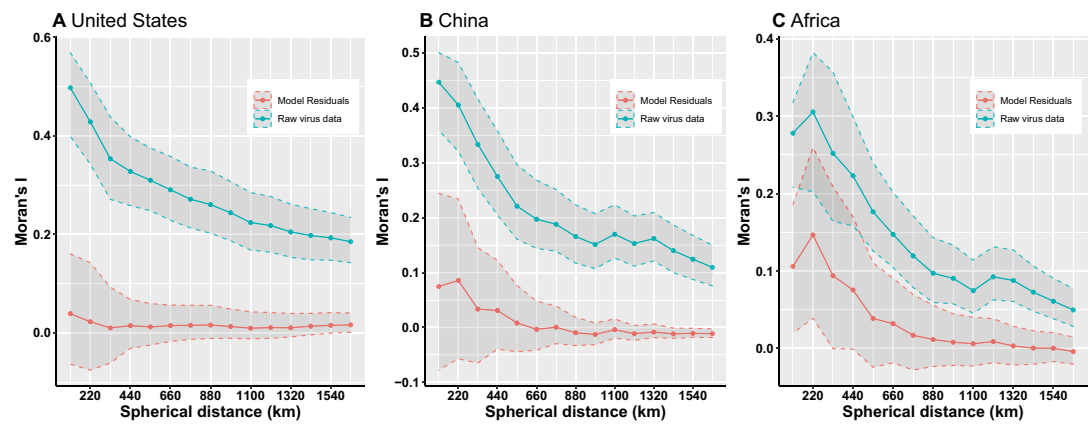 A United States
0.6
0.4
0.2
0.0
Moran's I
220 440 660 880 1100 1320 1540
Spherical distance (km)
Model Residuals
Raw virus data
B China
0.5
0.4
0.3
0.2
0.1
0.0
−0.1
Moran's I
220 440 660 880 1100 1320 1540
Spherical distance (km)
Model Residuals
Raw virus data
C Africa
0.4
0.3
0.2
0.1
0.0
Moran's I
220 440 660 880 1100 1320 1540
Spherical distance (km)
Model Residuals
Raw virus data